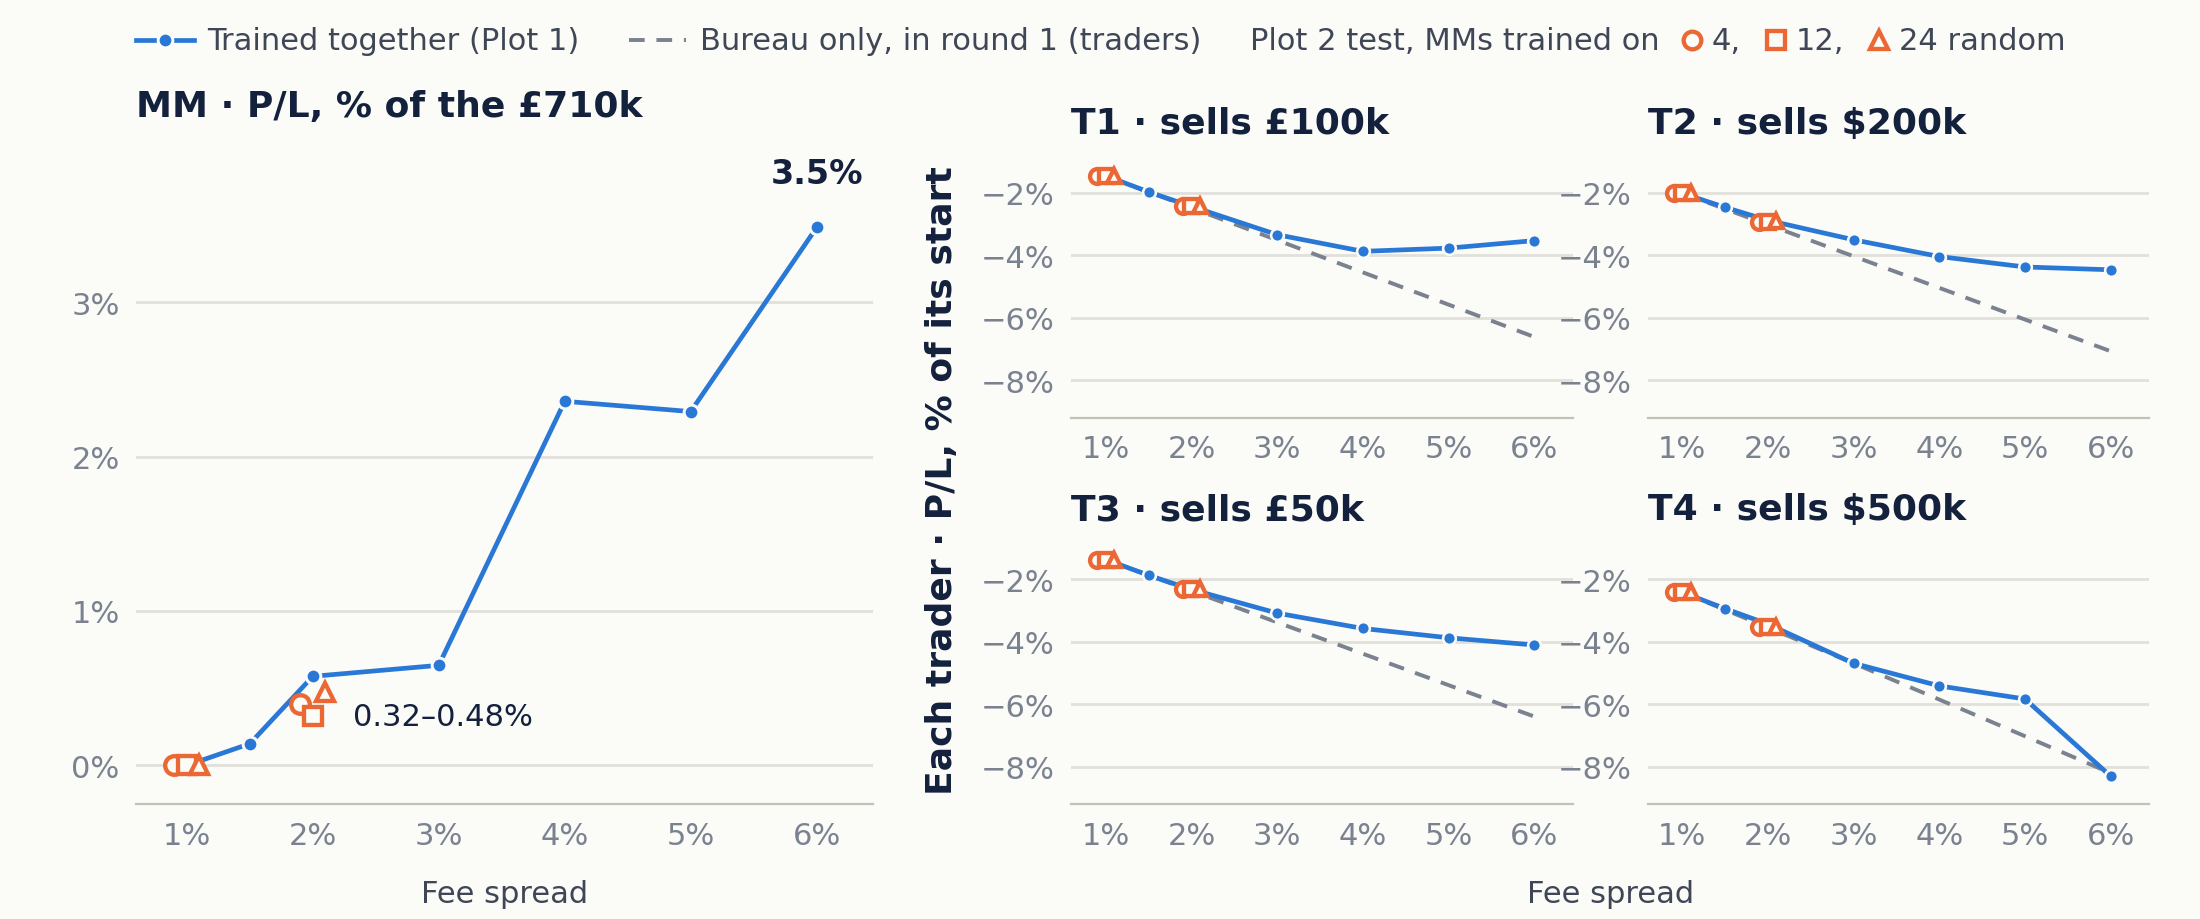 Trained together (Plot 1)
Bureau only, in round 1 (traders)
Plot 2 test, MMs trained on 4, 12, 24 random
MM · P/L, % of the £710k
3.5%
3%
2%
1%
0%
0.32–0.48%
1% 2% 3% 4% 5% 6%
Fee spread
Each trader · P/L, % of its start
T1 · sells £100k
−2%
−4%
−6%
−8%
1% 2% 3% 4% 5% 6%
T2 · sells $200k
−2%
−4%
−6%
−8%
1% 2% 3% 4% 5% 6%
T3 · sells £50k
−2%
−4%
−6%
−8%
1% 2% 3% 4% 5% 6%
T4 · sells $500k
−2%
−4%
−6%
−8%
1% 2% 3% 4% 5% 6%
Fee spread